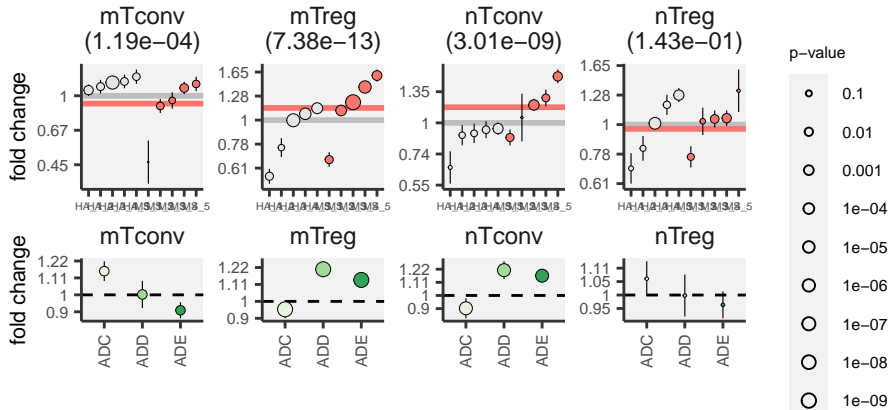 mTconv
(1.19e−04)
mTreg
(7.38e−13)
nTconv
(3.01e−09)
nTreg
(1.43e−01)
fold change
1
0.67
0.45
1.65
1.28
1
0.78
0.61
1.35
1
0.74
0.55
1.65
1.28
1
0.78
0.61
mTconv
mTreg
nTconv
nTreg
fold change
1.22
1.11
1
0.9
1.22
1.11
1
0.9
1.22
1.11
1
0.9
1.11
1.05
1
0.95
ADC
ADD
ADE
ADC
ADD
ADE
ADC
ADD
ADE
ADC
ADD
ADE
p−value
0.1
0.01
0.001
1e−04
1e−05
1e−06
1e−07
1e−08
1e−09